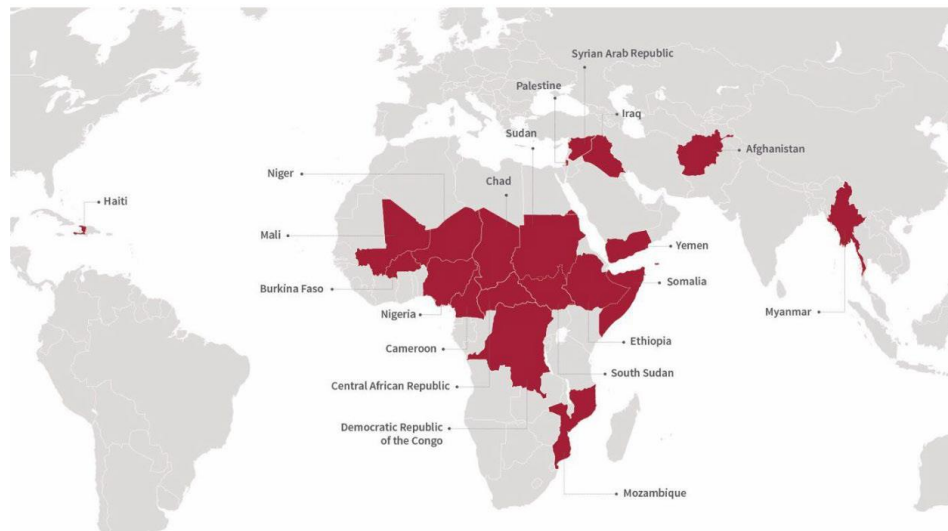 Syrian Arab Republic
Palestine
Iraq
Sudan
Afghanistan
Niger
Chad
Haiti
Mali
Yemen
Burkina Faso
Somalia
Nigeria
Myanmar
Cameroon
Ethiopia
Central African Republic
South Sudan
Democratic Republic
of the Congo
Mozambique